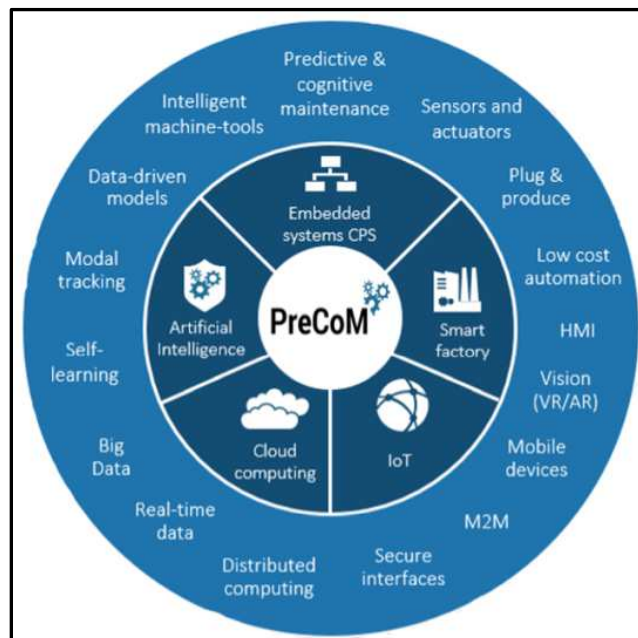 Predictive &
cognitive
maintenance
Sensors and
actuators
Plug &
produce
Low cost
automation
HMI
Vision
(VR/AR)
Mobile
devices
M2M
Secure
interfaces
Distributed
computing
Real-time
data
Big
Data
Self-
learning
Modal
tracking
Data-driven
models
Intelligent
machine-tools
Embedded
systems CPS
Smart
factory
IoT
Cloud
computing
Artificial
Intelligence
PreCoM